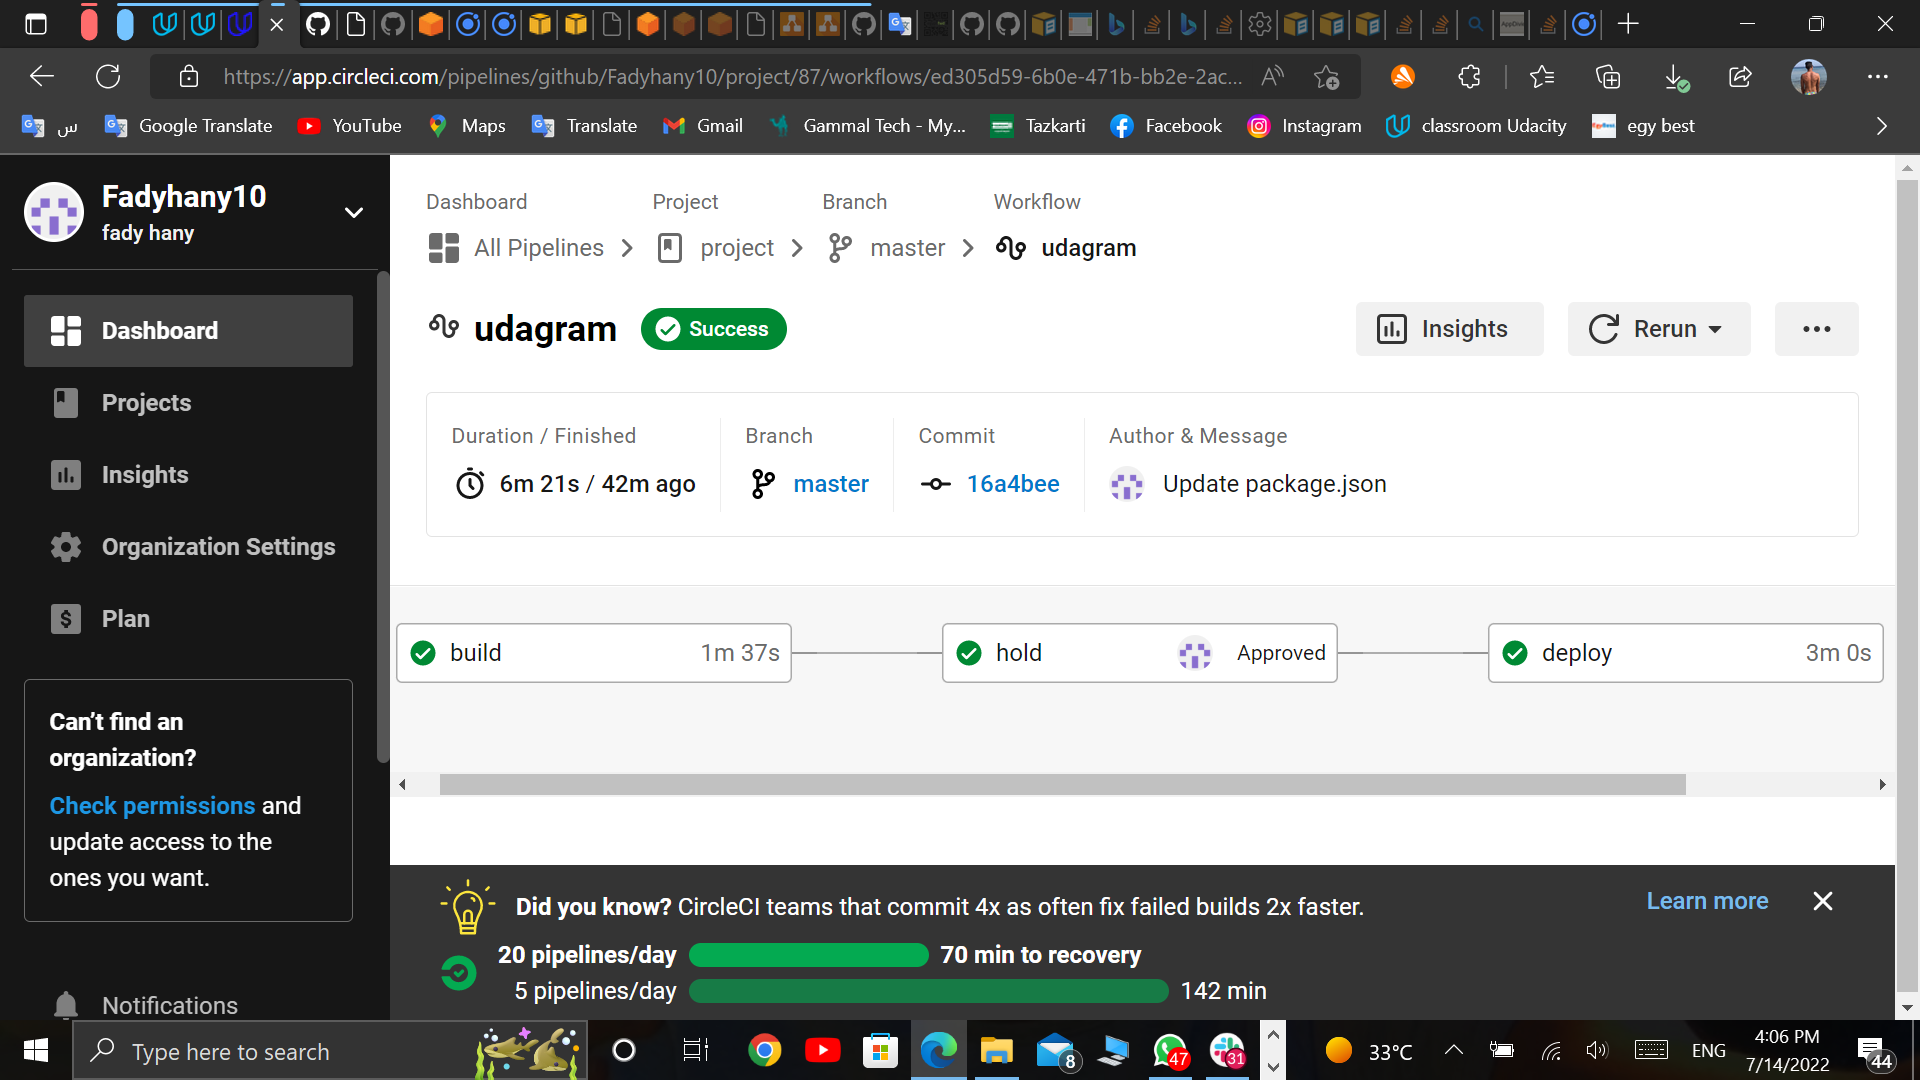 https://app.circleci.com/pipelines/github/Fadyhany10/project/87/workflows/ed305d59-6b0e-471b-bb2e-2ac...
س
Google Translate
YouTube
Maps
Translate
Gmail
Gammal Tech - My...
Tazkarti
Facebook
Instagram
classroom Udacity
egy best
Fadyhany10
fady hany
Dashboard
Projects
Insights
Organization Settings
Plan
Can't find an
organization?
Check permissions and
update access to the
ones you want.
Notifications
Dashboard Project Branch Workflow
All Pipelines project master udagram
udagram Success
Insights Rerun
Duration / Finished Branch Commit Author & Message
6m 21s / 42m ago master 16a4bee Update package.json
build 1m 37s hold Approved deploy 3m 0s
Did you know? CircleCI teams that commit 4x as often fix failed builds 2x faster.
Learn more
20 pipelines/day 70 min to recovery
5 pipelines/day 142 min
Type here to search
8
47
31
33°C
ENG
4:06 PM
7/14/2022
44